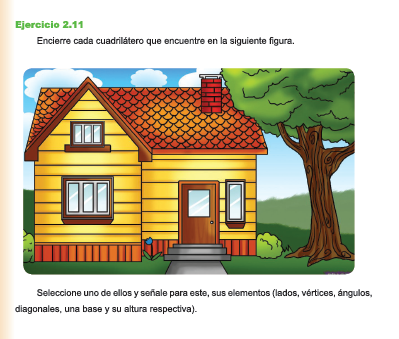 Ejercicio 2.11
Encierre cada cuadrilátero que encuentre en la siguiente figura.
Seleccione uno de ellos y señale para este, sus elementos (lados, vértices, ángulos,
diagonales, una base y su altura respectiva).